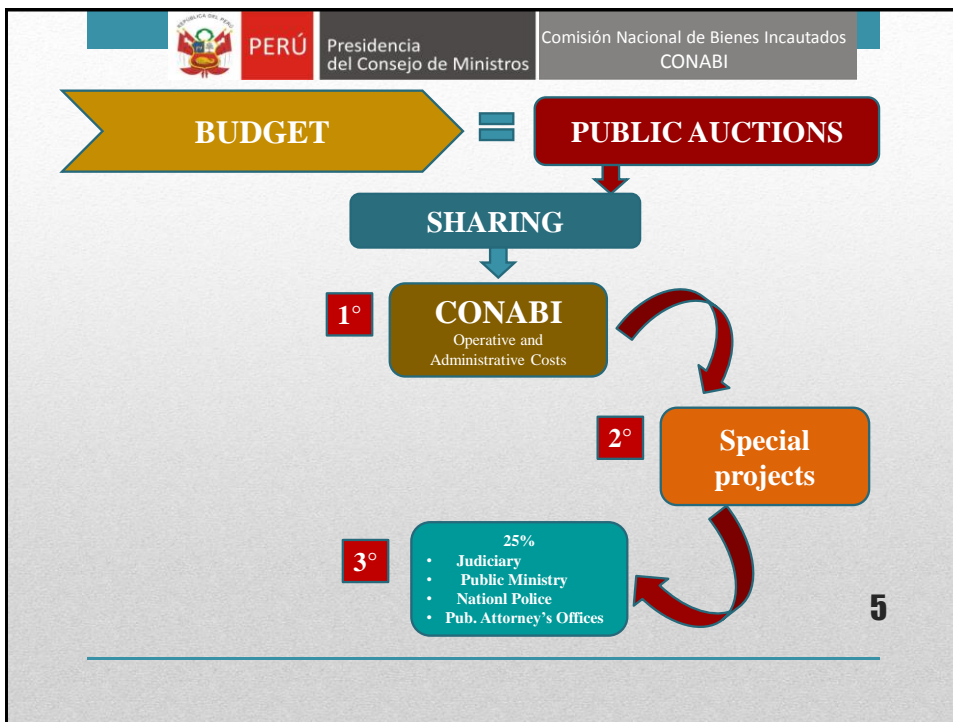 REPUBLICA DEL PERU
PERÚ
Presidencia
del Consejo de Ministros
Comisión Nacional de Bienes Incautados
CONABI
BUDGET
PUBLIC AUCTIONS
SHARING
1°
CONABI
Operative and
Administrative Costs
2°
Special
projects
3°
25%
• Judiciary
• Public Ministry
• Nationl Police
• Pub. Attorney's Offices
5